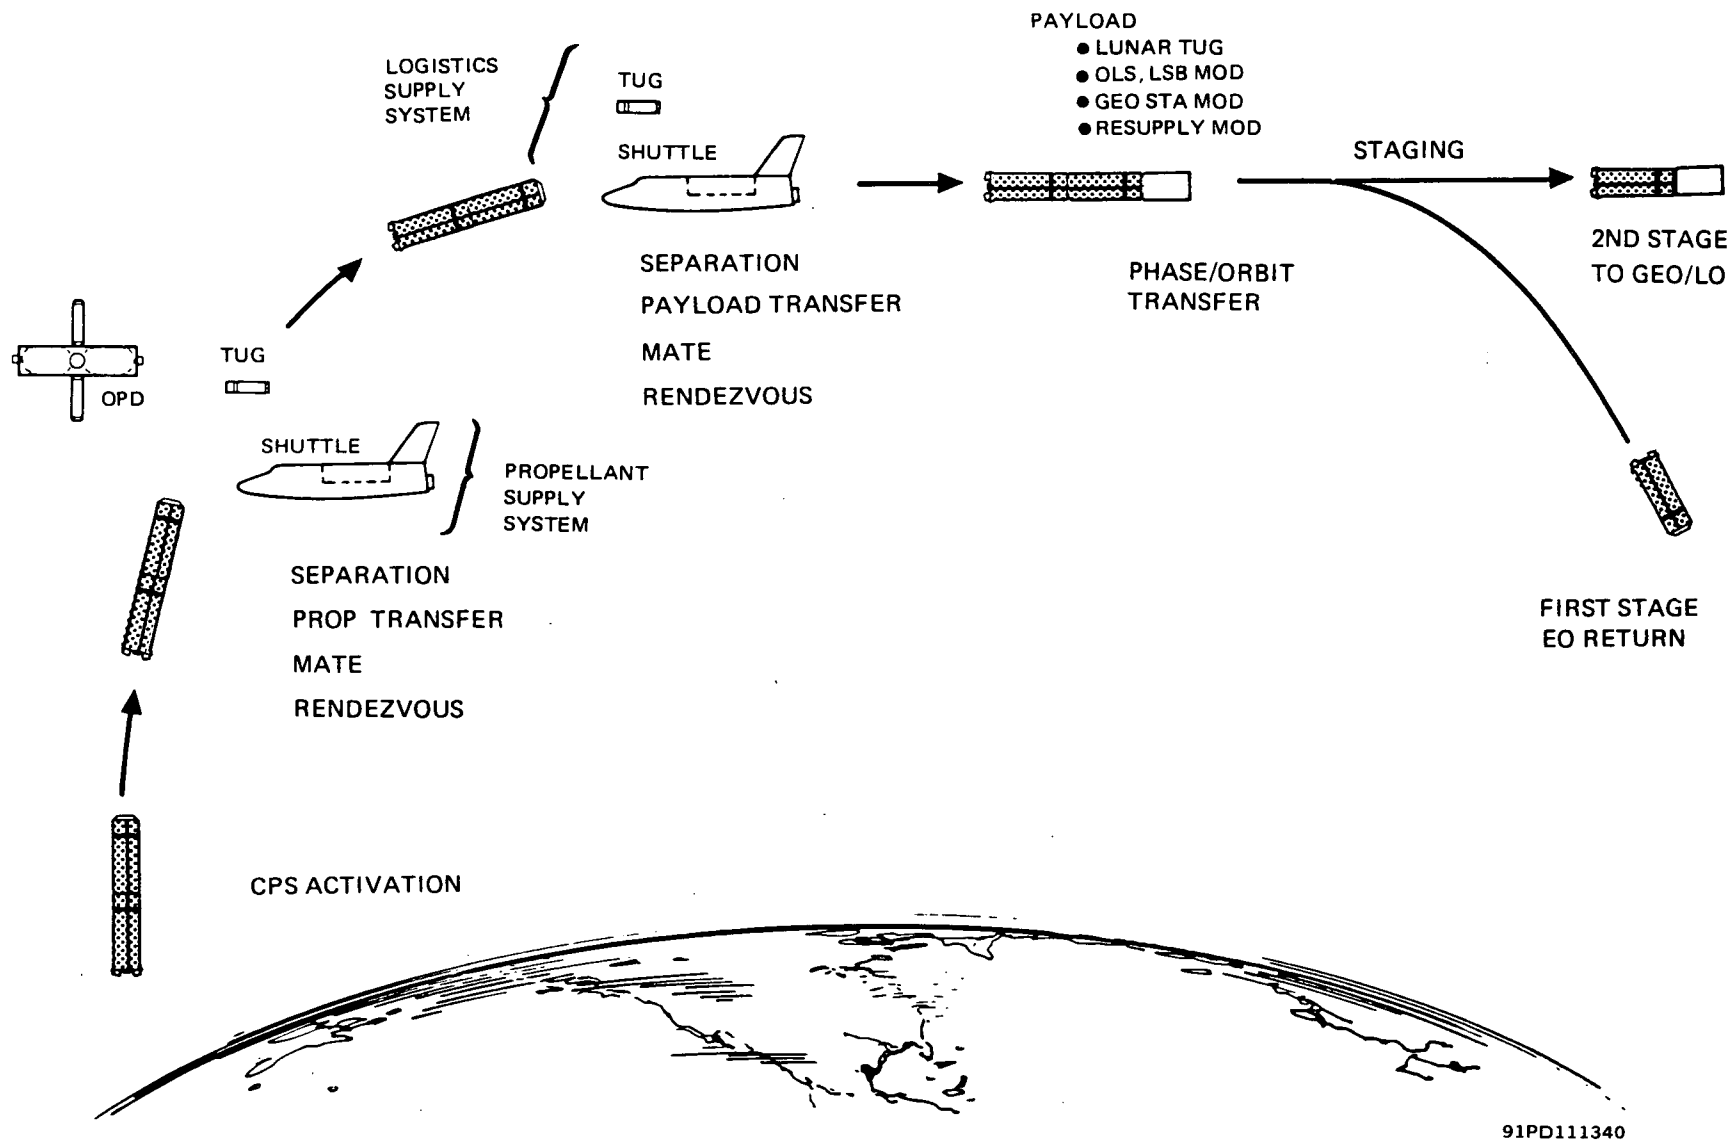 PAYLOAD
● LUNAR TUG
● OLS, LSB MOD
● GEO STA MOD
● RESUPPLY MOD
LOGISTICS
SUPPLY
SYSTEM
TUG
SHUTTLE
STAGING
SEPARATION
PAYLOAD TRANSFER
MATE
RENDEZVOUS
PHASE/ORBIT
TRANSFER
2ND STAGE
TO GEO/LO
TUG
OPD
SHUTTLE
PROPELLANT
SUPPLY
SYSTEM
SEPARATION
PROP TRANSFER
MATE
RENDEZVOUS
FIRST STAGE
EO RETURN
CPS ACTIVATION
91PD111340